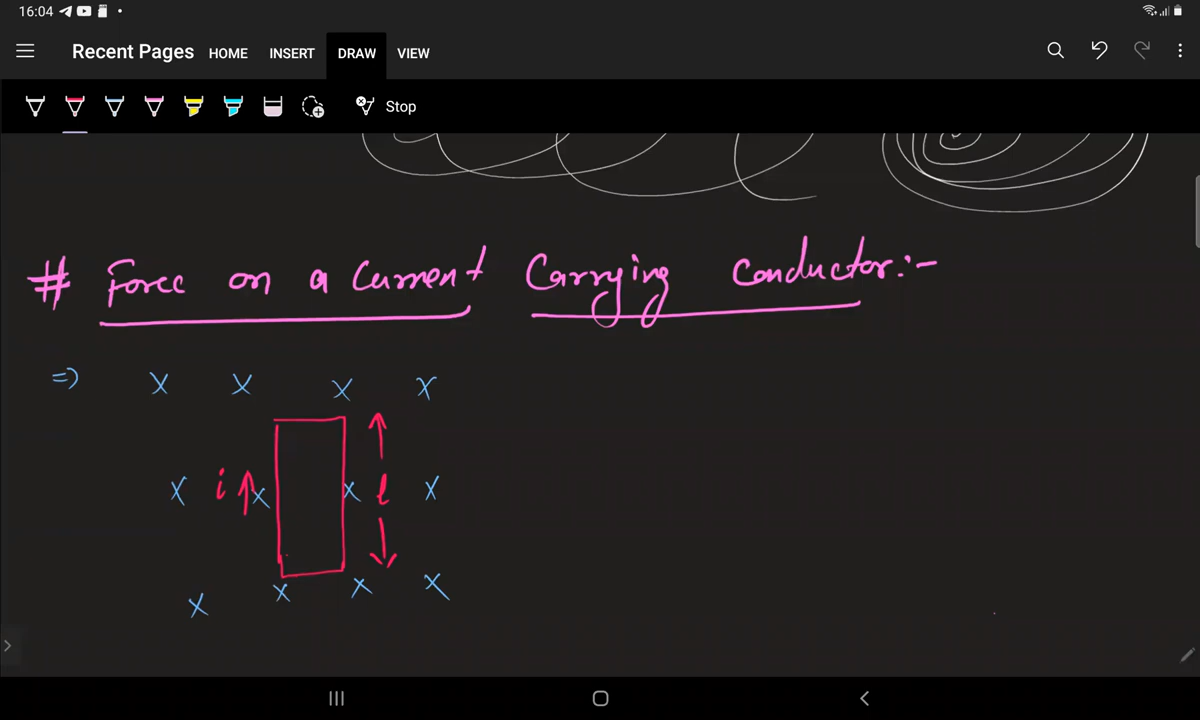 16:04
Recent Pages HOME INSERT DRAW VIEW
Stop
# Force on a Current Carrying Conductor:-
=> X X X X
X i X X l X
X X X X